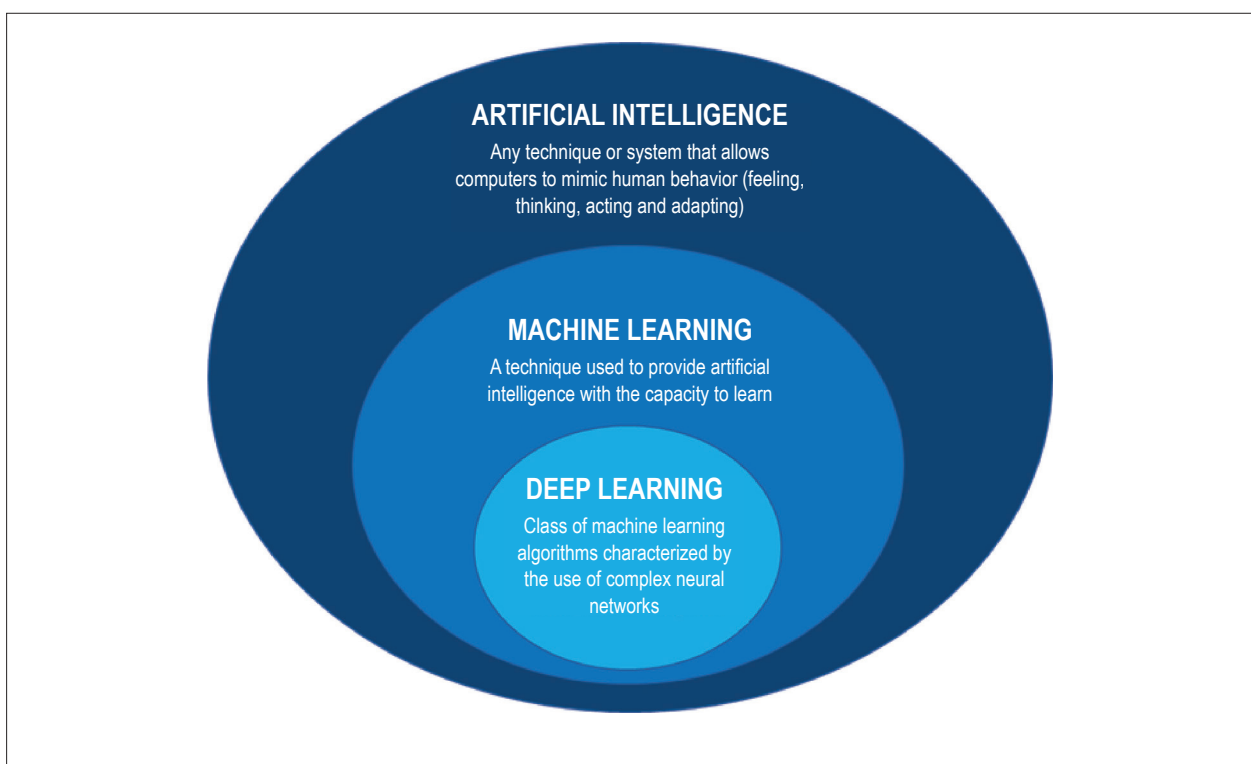 ARTIFICIAL INTELLIGENCE
Any technique or system that allows
computers to mimic human behavior (feeling,
thinking, acting and adapting)
MACHINE LEARNING
A technique used to provide artificial
intelligence with the capacity to learn
DEEP LEARNING
Class of machine learning
algorithms characterized by
the use of complex neural
networks